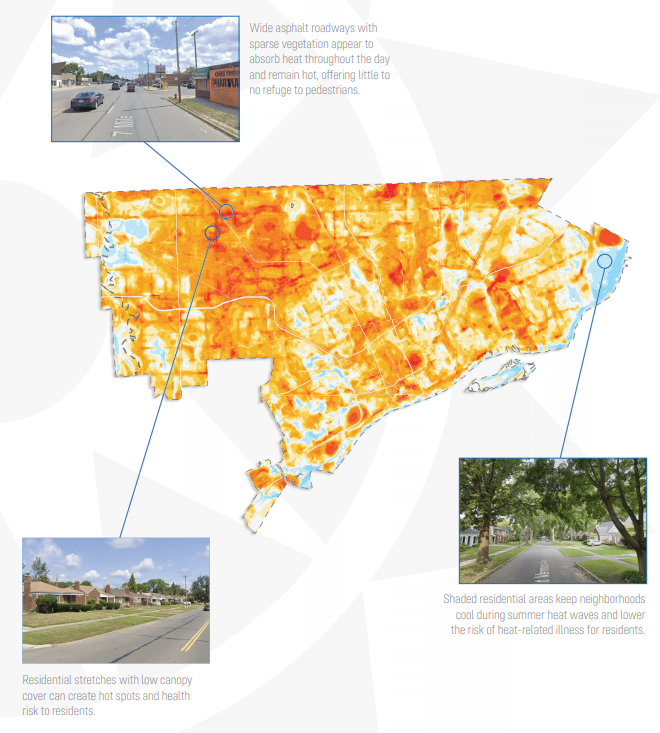 Wide asphalt roadways with
sparse vegetation appear to
absorb heat throughout the day
and remain hot, offering little to
no refuge to pedestrians.
7 Mile
Shaded residential areas keep neighborhoods
cool during summer heat waves and lower
the risk of heat-related illness for residents.
Residential stretches with low canopy
cover can create hot spots and health
risk to residents.